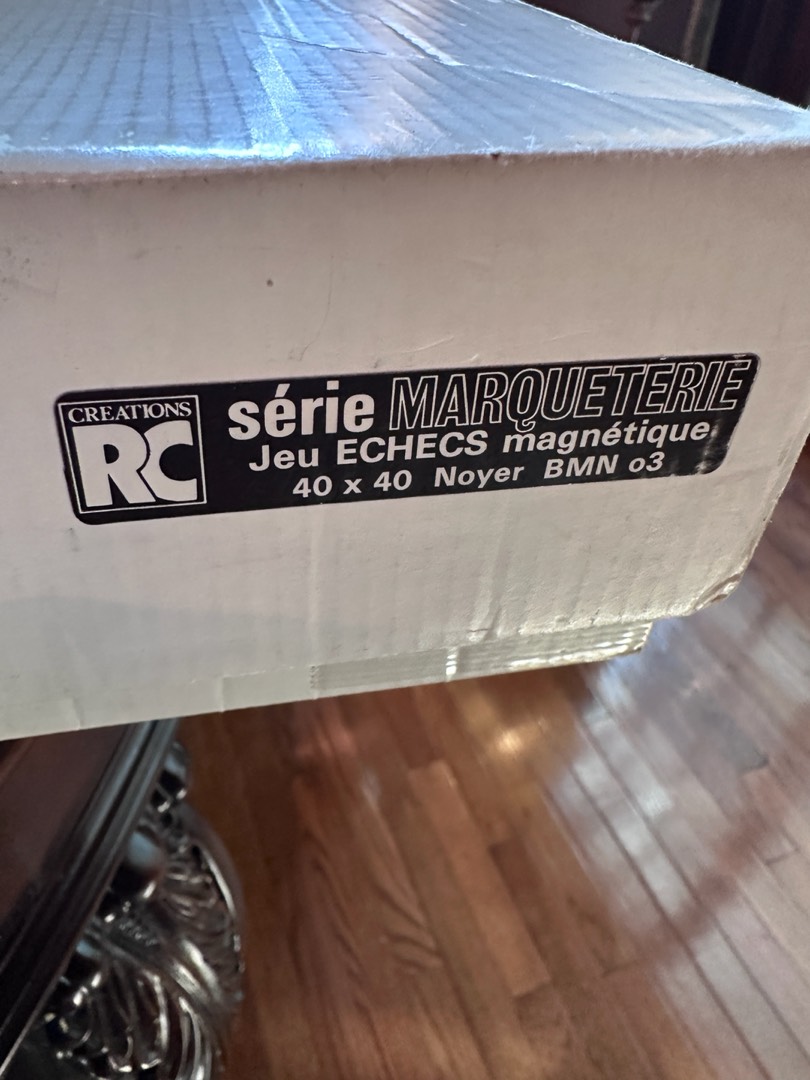 CREATIONS
RC
série MARQUETERIE
Jeu ECHECS magnétique
40 x 40 Noyer BMN o3